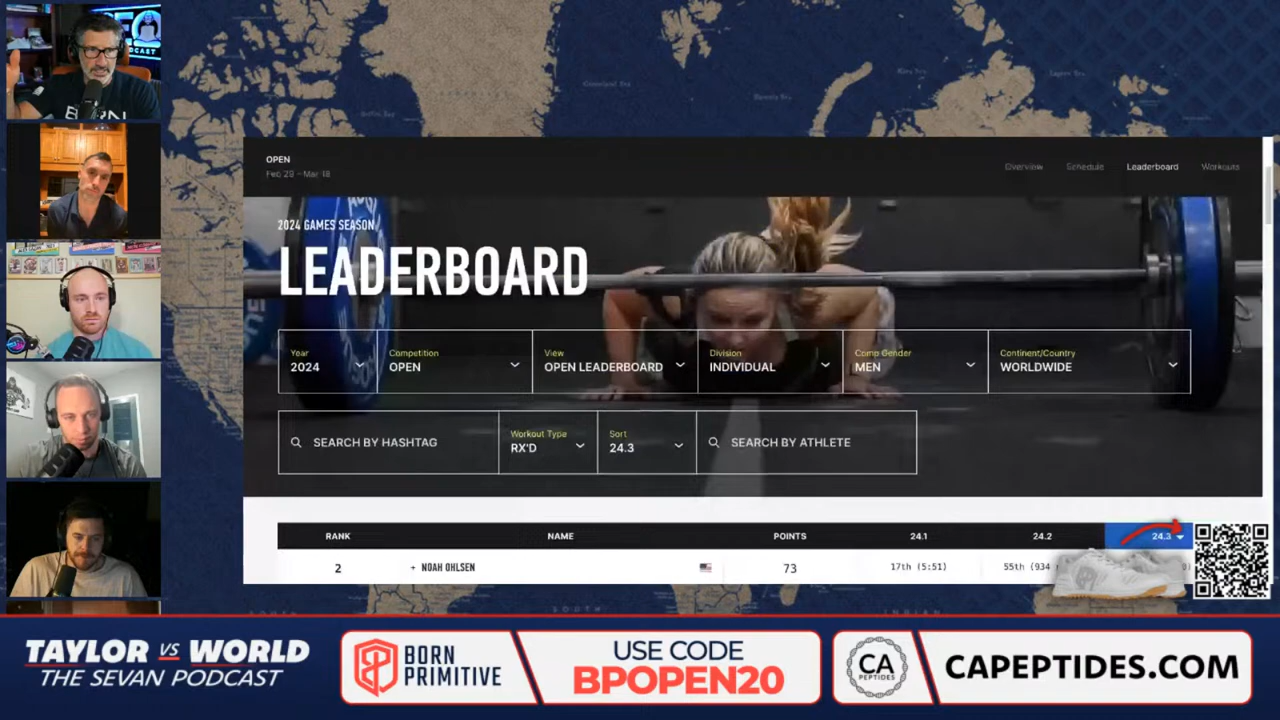 OPEN
Feb 29 - Mar 18
Overview
Schedule
Leaderboard
Workouts
2024 GAMES SEASON
LEADERBOARD
Year
2024
Competition
OPEN
View
OPEN LEADERBOARD
Division
INDIVIDUAL
Comp Gender
MEN
Continent/Country
WORLDWIDE
SEARCH BY HASHTAG
Workout Type
RX'D
Sort
24.3
SEARCH BY ATHLETE
RANK NAME POINTS 24.1 24.2 24.3
2 + NOAH OHLSEN 73 17th (5:51) 55th (934
TAYLOR VS WORLD
THE SEVAN PODCAST
BORN
PRIMITIVE
USE CODE
BPOPEN20
CA
PEPTIDES
CAPEPTIDES.COM